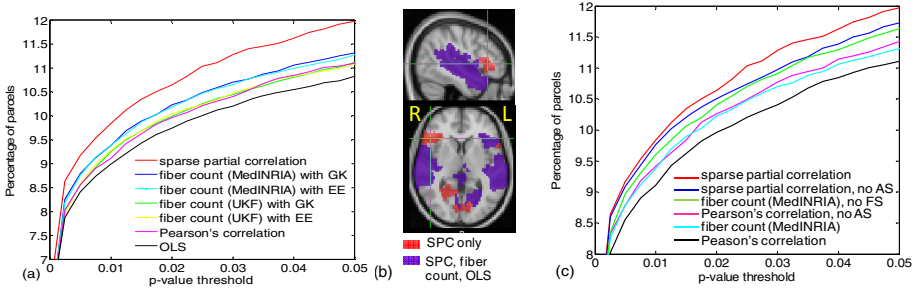 12
11.5
11
10.5
10
9.5
9
8.5
8
7.5
7
Percentage of parcels
0
0.01
0.02
0.03
0.04
0.05
p-value threshold
sparse partial correlation
fiber count (MedINRIA) with GK
fiber count (MedINRIA) with EE
fiber count (UKF) with GK
fiber count (UKF) with EE
Pearson's correlation
OLS
(a)
R
L
SPC only
SPC, fiber
count, OLS
(b)
12
11.5
11
10.5
10
9.5
9
8.5
8
Percentage of parcels
0
0.01
0.02
0.03
0.04
0.05
p-value threshold
sparse partial correlation
sparse partial correlation, no AS
fiber count (MedINRIA), no FS
Pearson's correlation, no AS
fiber count (MedINRIA)
Peason's correlation
(c)